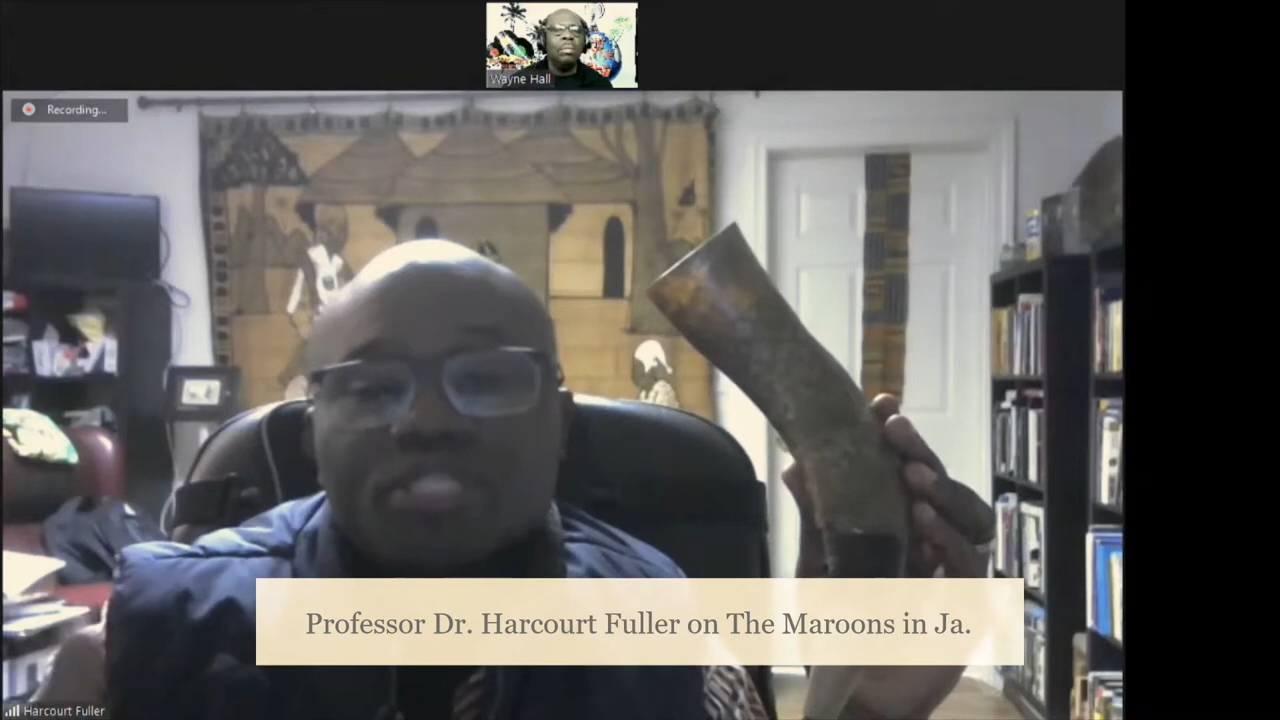 Wayne Hall
Recording...
Professor Dr. Harcourt Fuller on The Maroons in Ja.
Harcourt Fuller